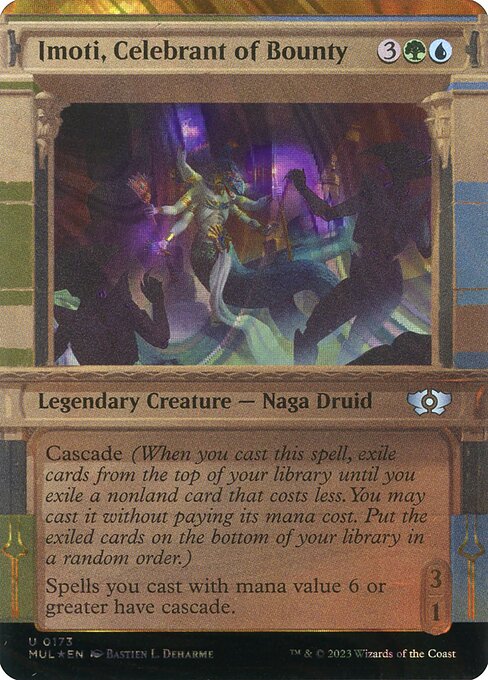 Imoti, Celebrant of Bounty 3
Legendary Creature — Naga Druid
Cascade (When you cast this spell, exile
cards from the top of your library until you
exile a nonland card that costs less. You may
cast it without paying its mana cost. Put the
exiled cards on the bottom of your library in
a random order.)
Spells you cast with mana value 6 or
greater have cascade.
3
1
U 0173
MUL★EN Bastien L. Deharme
™ & © 2023 Wizards of the Coast